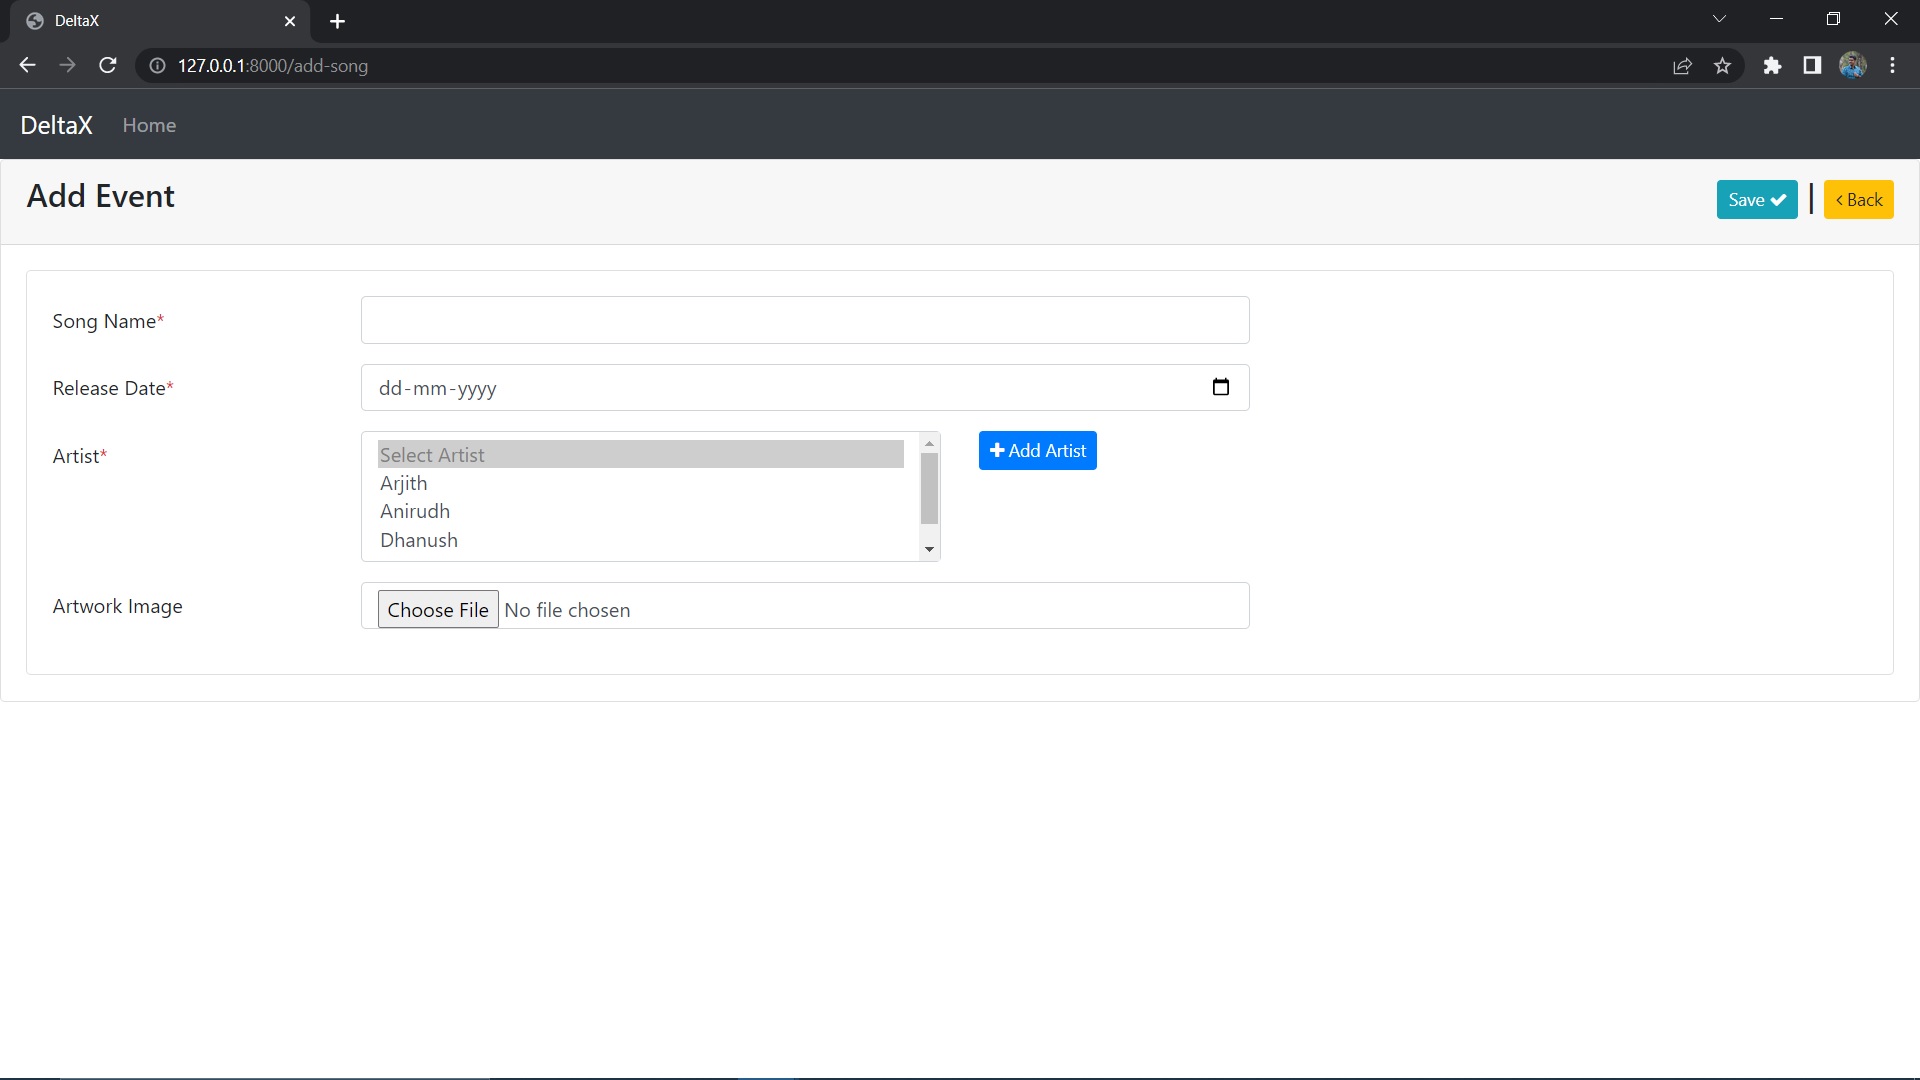 DeltaX
127.0.0.1:8000/add-song
DeltaX Home
Add Event
Save | Back
Song Name*
Release Date* dd-mm-yyyy
Artist* Select Artist Add Artist
Arjith
Anirudh
Dhanush
Artwork Image Choose File No file chosen